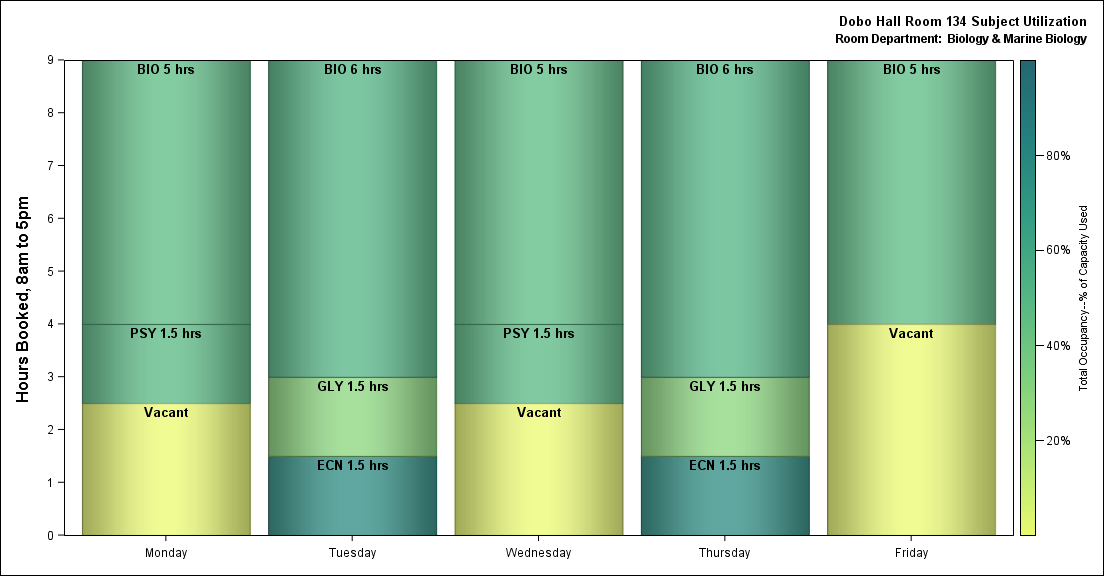 Dobo Hall Room 134 Subject Utilization
Room Department: Biology & Marine Biology
Hours Booked, 8am to 5pm
9
8
7
6
5
4
3
2
1
0
BIO 5 hrs
PSY 1.5 hrs
Vacant
BIO 6 hrs
GLY 1.5 hrs
ECN 1.5 hrs
BIO 5 hrs
PSY 1.5 hrs
Vacant
BIO 6 hrs
GLY 1.5 hrs
ECN 1.5 hrs
BIO 5 hrs
Vacant
Monday
Tuesday
Wednesday
Thursday
Friday
80%
60%
40%
20%
Total Occupancy--% of Capacity Used